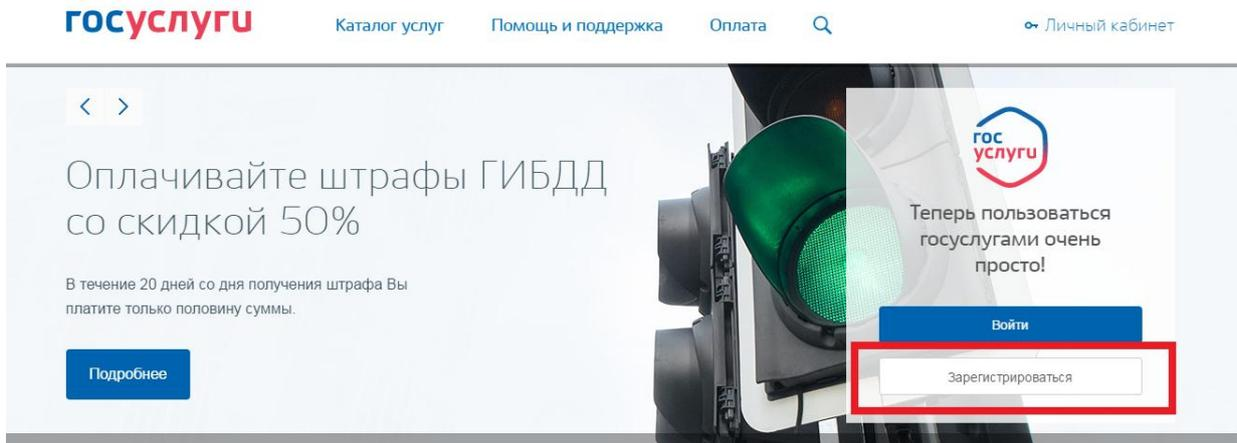 госуслуги
Каталог услуг
Помощь и поддержка
Оплата
Личный кабинет
Оплачивайте штрафы ГИБДД
со скидкой 50%
В течение 20 дней со дня получения штрафа Вы
платите только половину суммы.
Подробнее
гос
услуги
Теперь пользоваться
госуслугами очень
просто!
Войти
Зарегистрироваться